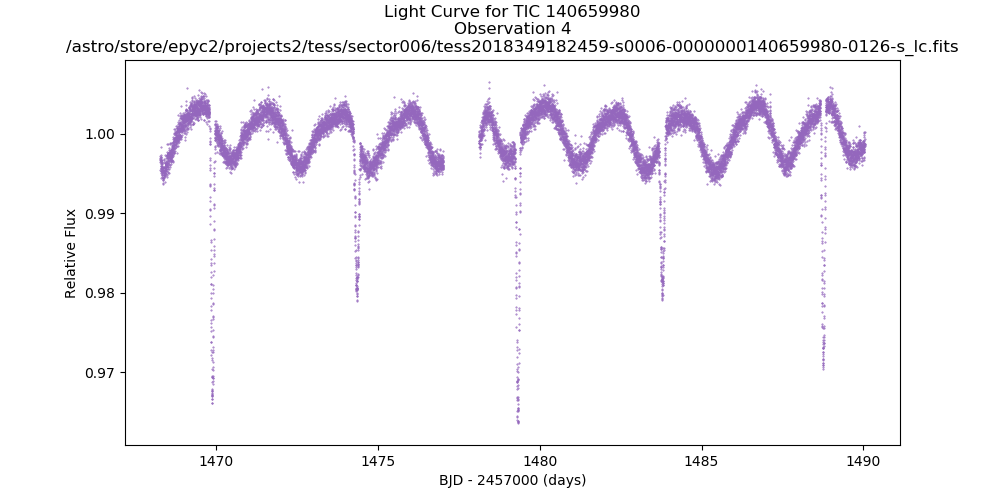 Light Curve for TIC 140659980
Observation 4
/astro/store/epyc2/projects2/tess/sector006/tess2018349182459-s0006-0000000140659980-0126-s_lc.fits
1.00
0.99
0.98
0.97
Relative Flux
1470
1475
1480
1485
1490
BJD - 2457000 (days)